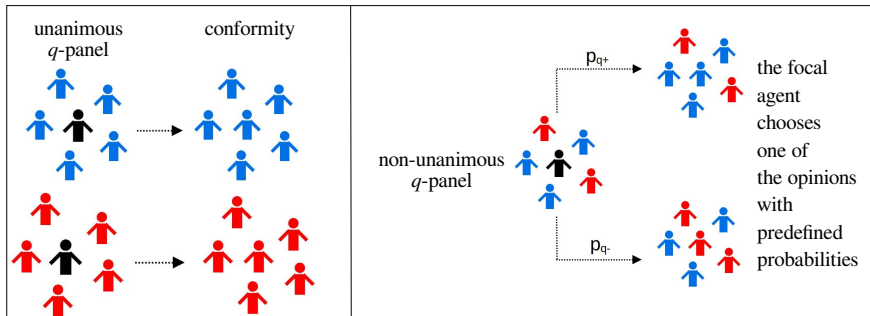 unanimous
q-panel
conformity
non-unanimous
q-panel
pq+
pq-
the focal
agent
chooses
one of
the opinions
with
predefined
probabilities